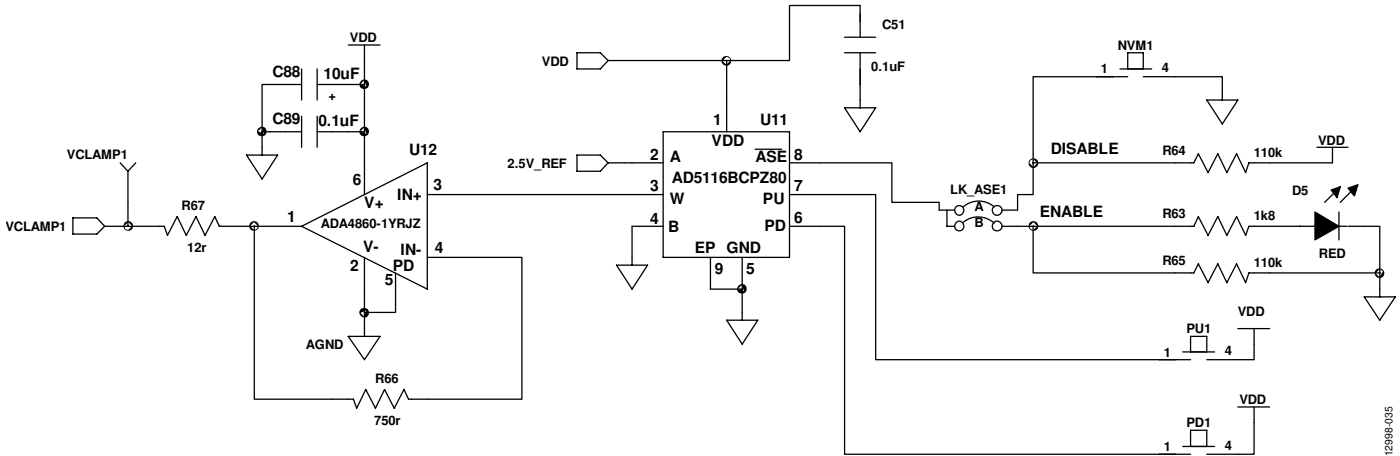 VDD
C88 10uF
+
C89 0.1uF
VCLAMP1
VCLAMP1
R67
12r
U12
6
V+
IN+ 3
1
ADA4860-1YRJZ
V-
IN- 4
2
PD
5
AGND
R66
750r
VDD
C51
0.1uF
1
U11
VDD
2.5V_REF
2 A
ASE 8
AD5116BCPZ80
3 W
PU 7
4 B
PD 6
EP GND
9 5
NVM1
1 4
DISABLE
R64 110k
VDD
LK_ASE1
A
B
ENABLE
R63 1k8
D5
RED
R65 110k
PU1
1 4
VDD
PD1
1 4
VDD
12998-035